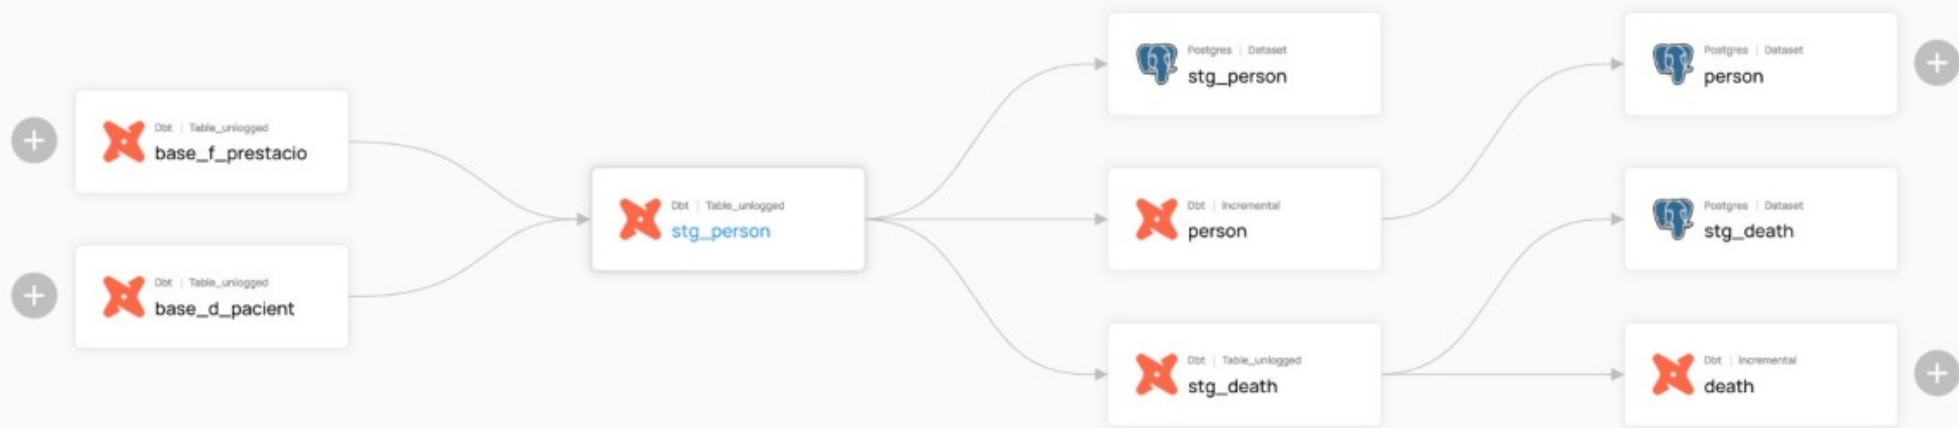 Dbt | Table_unlogged
base_f_prestacio
Dbt | Table_unlogged
base_d_pacient
Dbt | Table_unlogged
stg_person
Postgres | Dataset
stg_person
Dbt | Incremental
person
Dbt | Table_unlogged
stg_death
Postgres | Dataset
person
Postgres | Dataset
stg_death
Dbt | Incremental
death